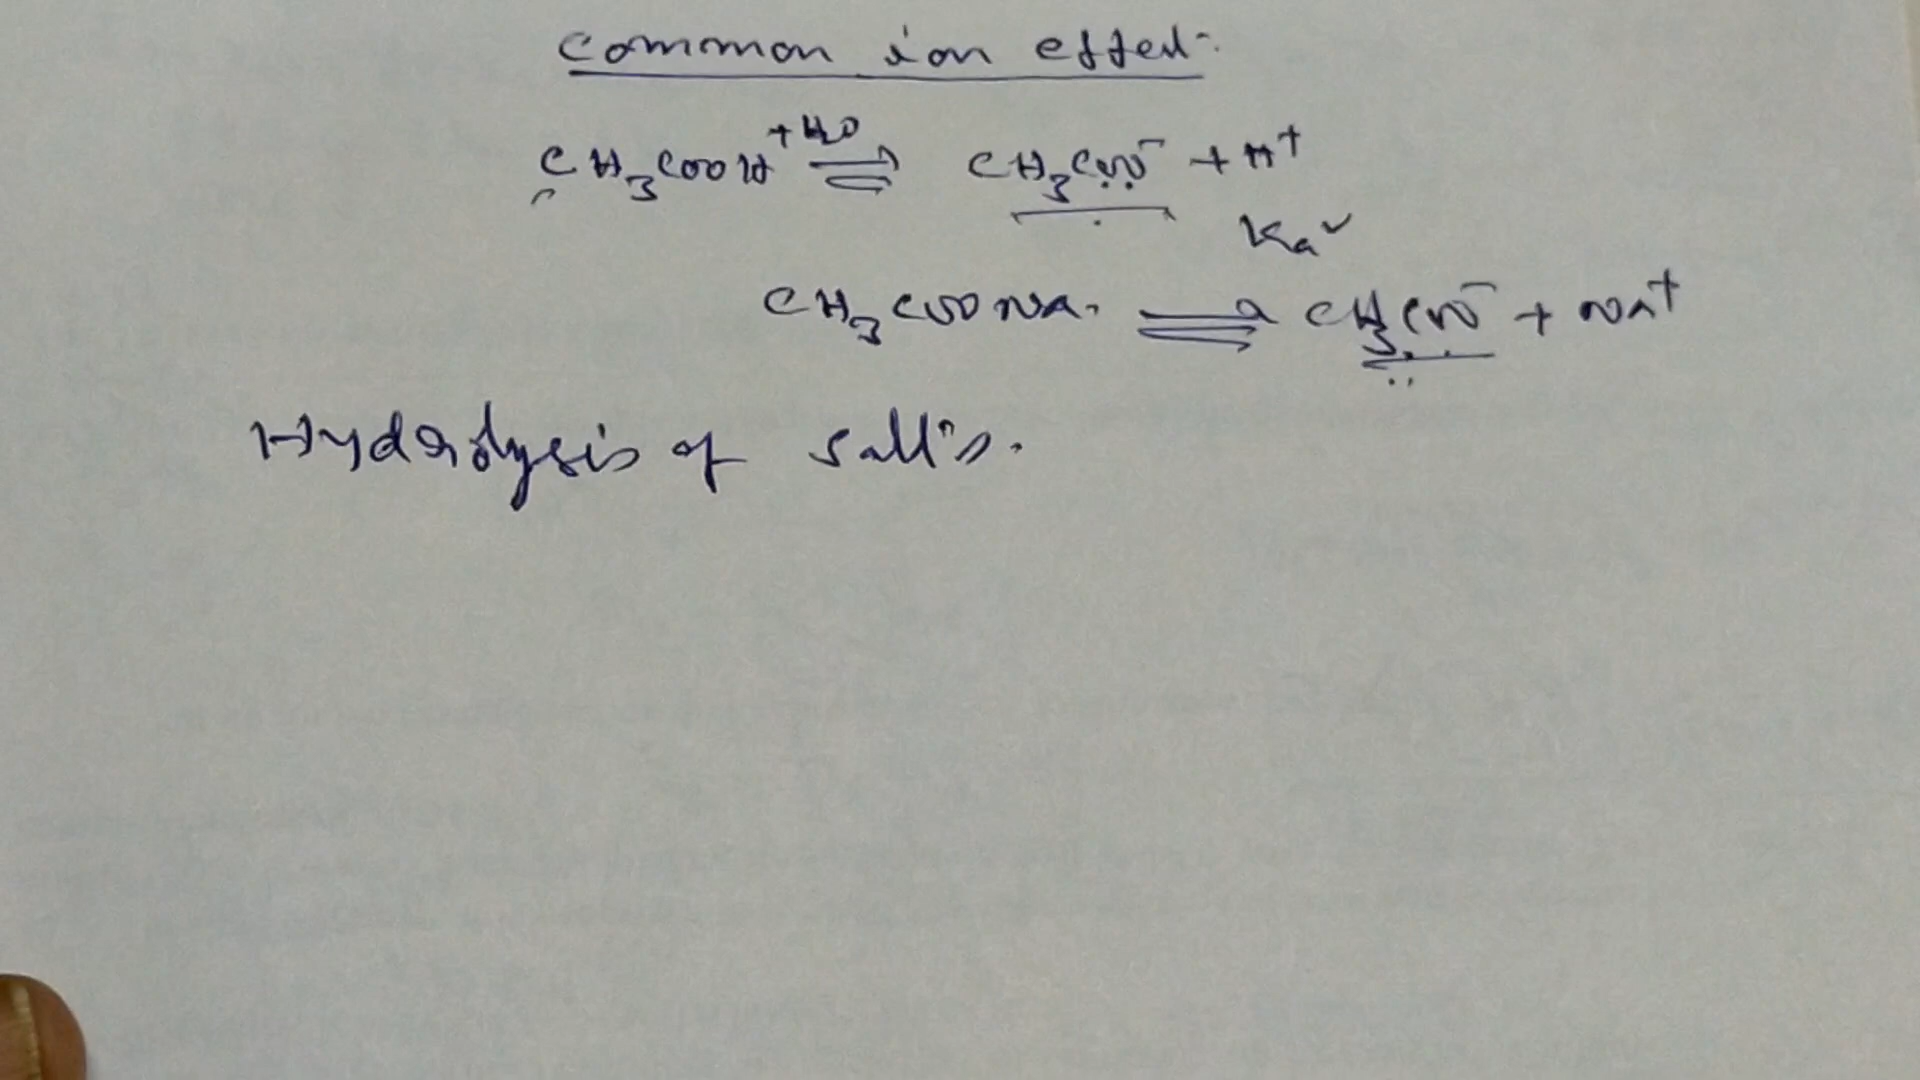 Common ion effect.
CH3COOH +H2O ⇌ CH3COO⁻ + H⁺
Ka
CH3COONa. ⇌ CH3COO⁻ + Na⁺
Hydrolysis of salts.